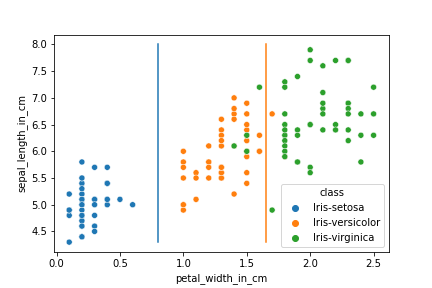 8.0
7.5
7.0
6.5
6.0
5.5
5.0
4.5
sepal_length_in_cm
0.0 0.5 1.0 1.5 2.0 2.5
petal_width_in_cm
class
Iris-setosa
Iris-versicolor
Iris-virginica